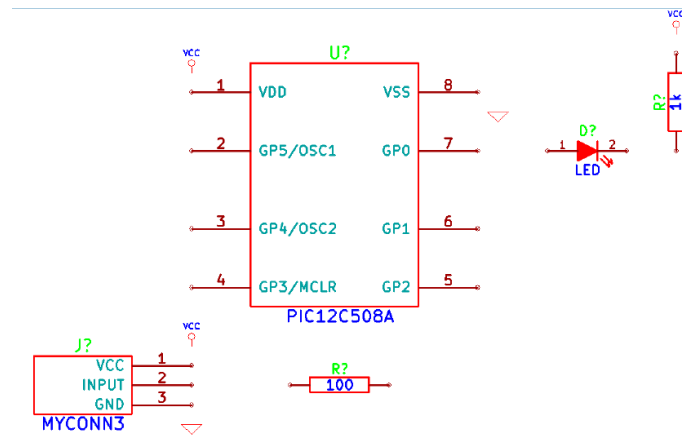 VCC
U?
VCC
1 VDD VSS 8
R? 1k
D?
2 GP5/OSC1 GP0 7
1 2
LED
3 GP4/OSC2 GP1 6
4 GP3/MCLR GP2 5
PIC12C508A
VCC
J?
VCC 1
INPUT 2
GND 3
MYCONN3
R?
100